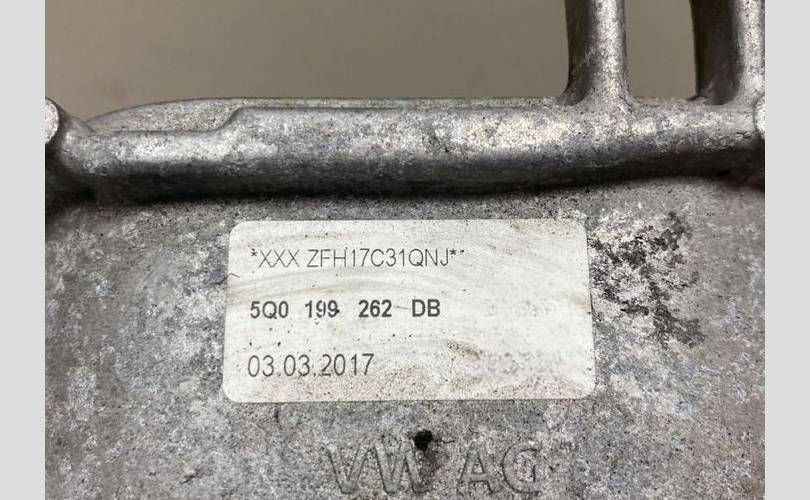 *XXX ZFH17C31QNJ*
5Q0 199 262 DB
03.03.2017
VW AG